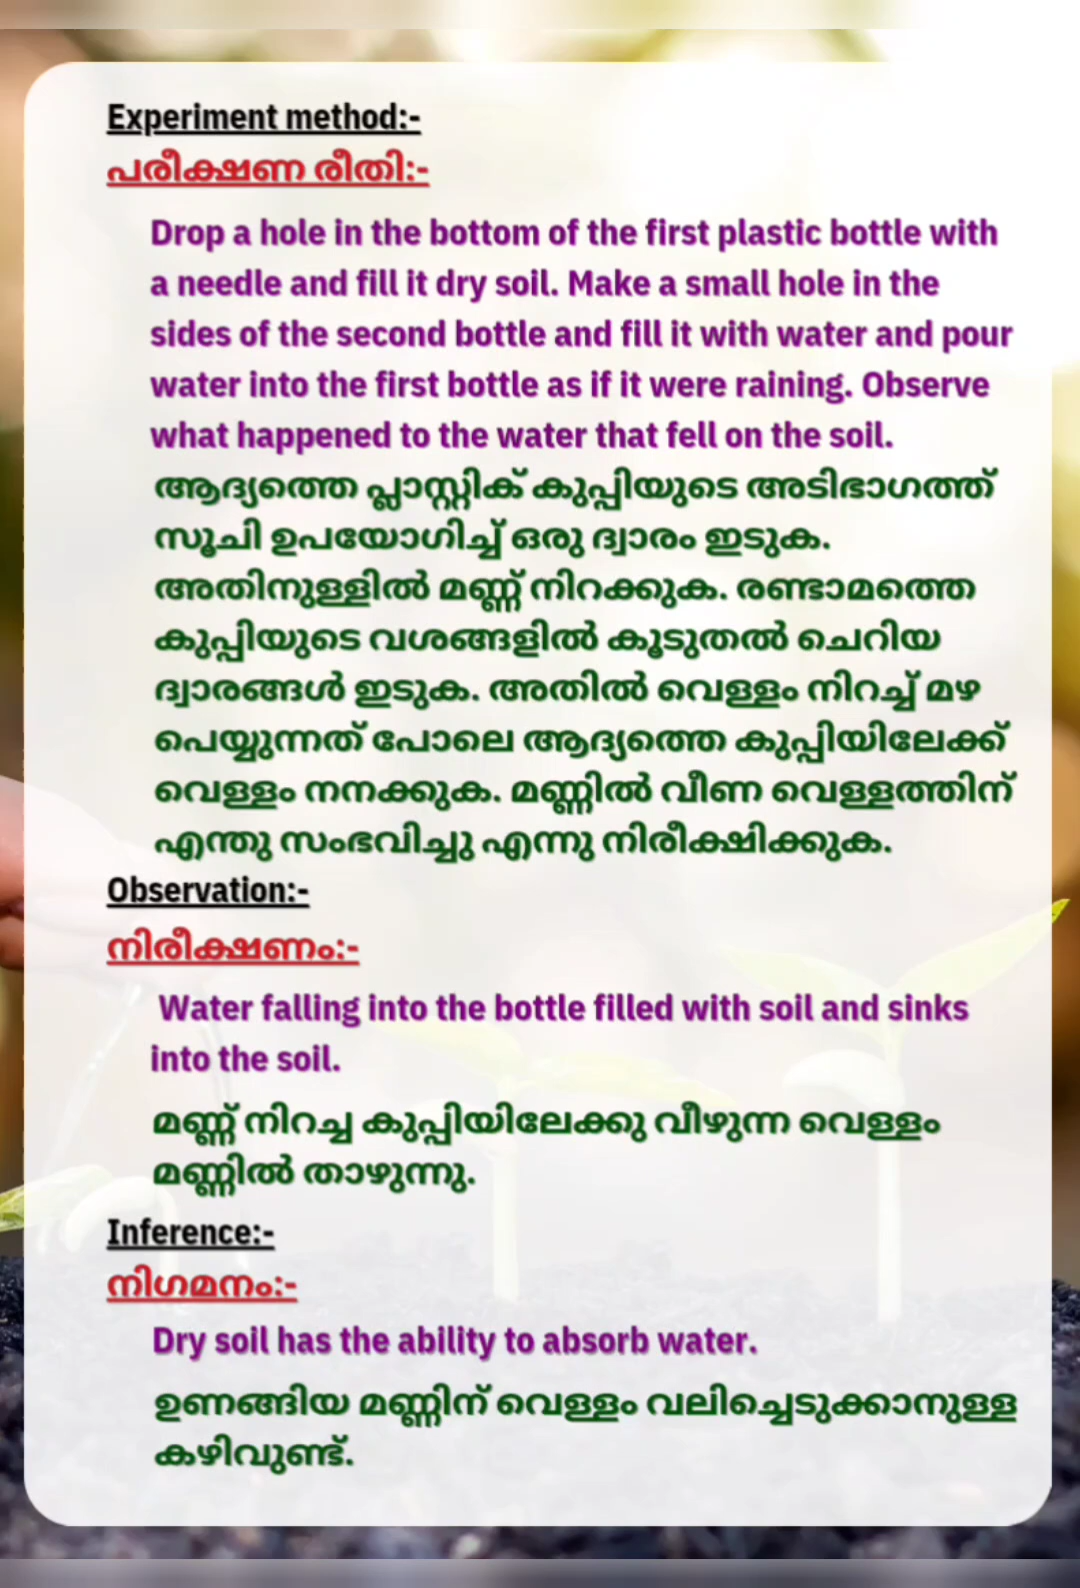 Experiment method:-
പരീക്ഷണ രീതി:-
Drop a hole in the bottom of the first plastic bottle with
a needle and fill it dry soil. Make a small hole in the
sides of the second bottle and fill it with water and pour
water into the first bottle as if it were raining. Observe
what happened to the water that fell on the soil.
ആദ്യത്തെ പ്ലാസ്റ്റിക് കുപ്പിയുടെ അടിഭാഗത്ത്
സൂചി ഉപയോഗിച്ച് ഒരു ദ്വാരം ഇടുക.
അതിനുള്ളിൽ മണ്ണ് നിറക്കുക. രണ്ടാമത്തെ
കുപ്പിയുടെ വശങ്ങളിൽ കൂടുതൽ ചെറിയ
ദ്വാരങ്ങൾ ഇടുക. അതിൽ വെള്ളം നിറച്ച് മഴ
പെയ്യുന്നത് പോലെ ആദ്യത്തെ കുപ്പിയിലേക്ക്
വെള്ളം നനക്കുക. മണ്ണിൽ വീണ വെള്ളത്തിന്
എന്തു സംഭവിച്ചു എന്നു നിരീക്ഷിക്കുക.
Observation:-
നിരീക്ഷണം:-
Water falling into the bottle filled with soil and sinks
into the soil.
മണ്ണ് നിറച്ച കുപ്പിയിലേക്കു വീഴുന്ന വെള്ളം
മണ്ണിൽ താഴുന്നു.
Inference:-
നിഗമനം:-
Dry soil has the ability to absorb water.
ഉണങ്ങിയ മണ്ണിന് വെള്ളം വലിച്ചെടുക്കാനുള്ള
കഴിവുണ്ട്.